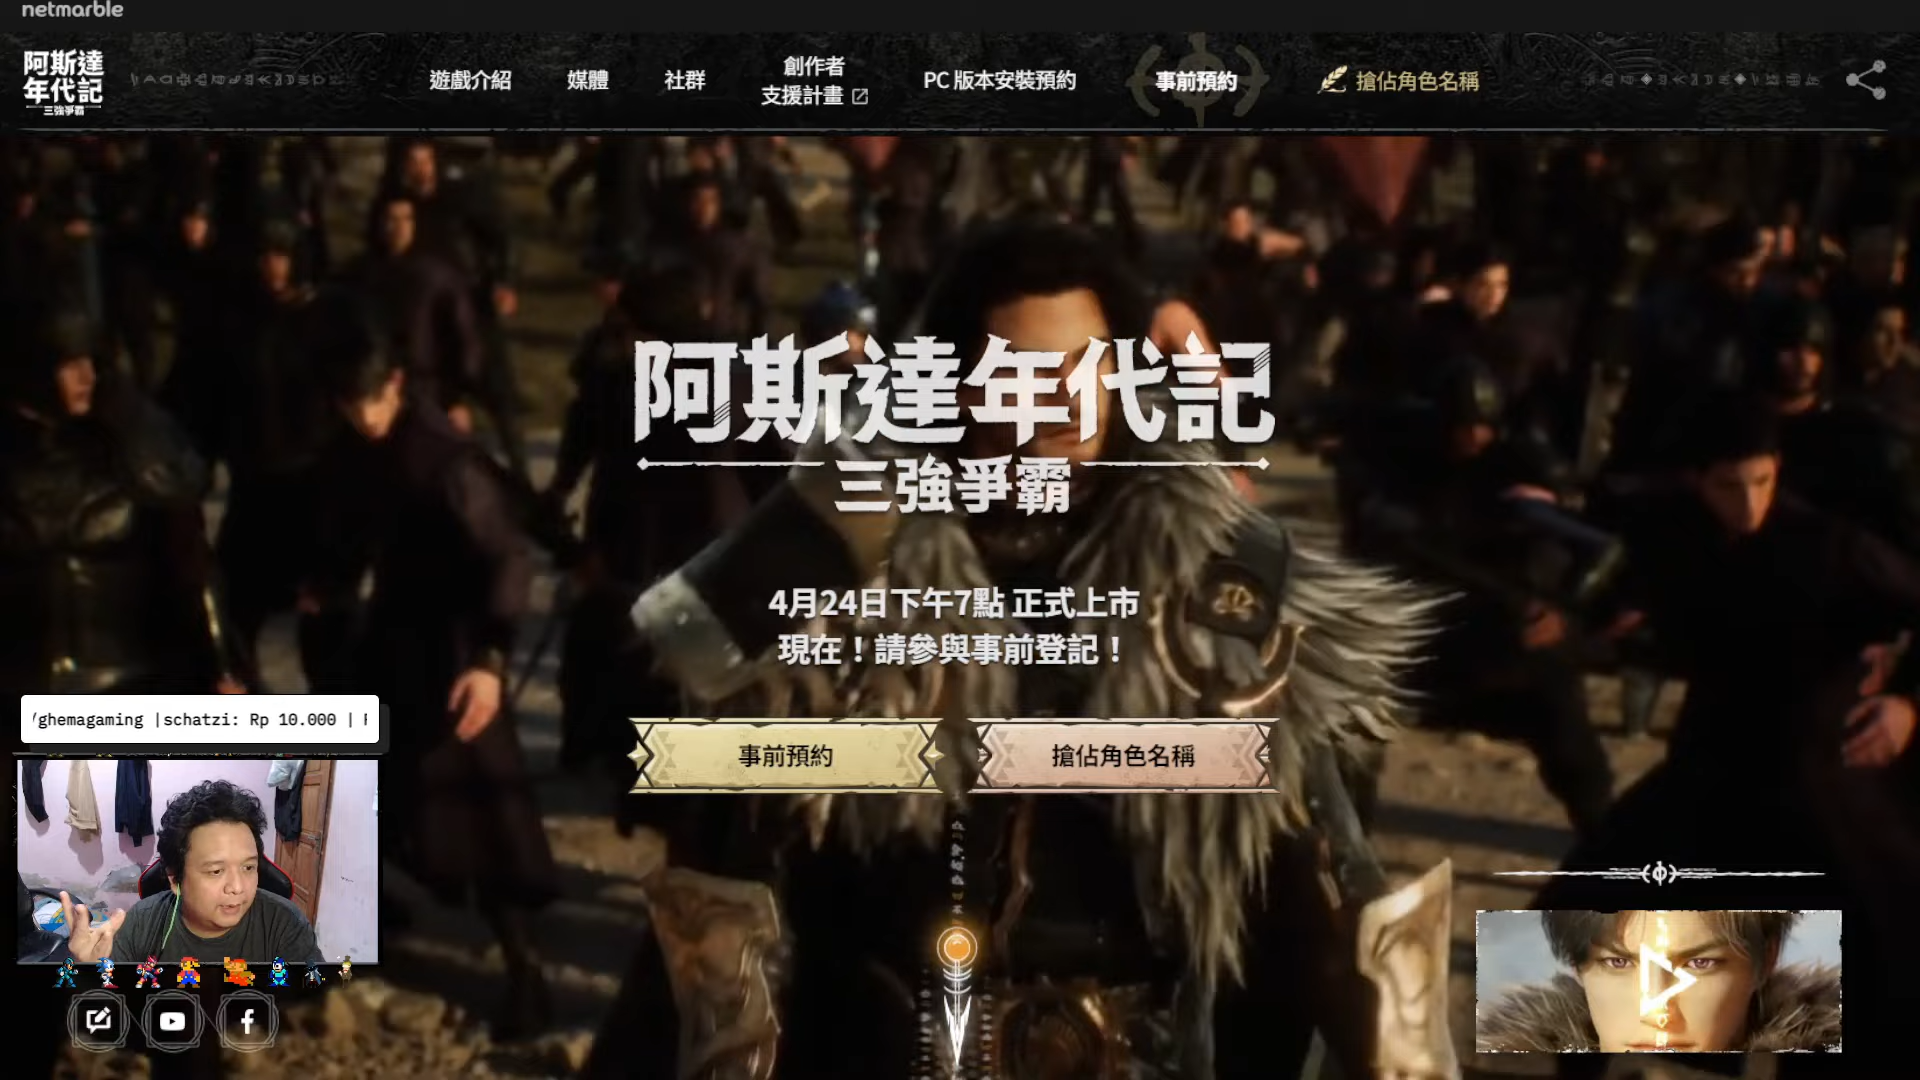 netmarble
阿斯達
年代記
三強爭霸
遊戲介紹
媒體
社群
創作者
支援計畫
PC 版本安裝預約
事前預約
搶佔角色名稱
阿斯達年代記
三強爭霸
4月24日下午7點 正式上市
現在！請參與事前登記！
事前預約
搶佔角色名稱
/ghemagaming |schatzi: Rp 10.000 |